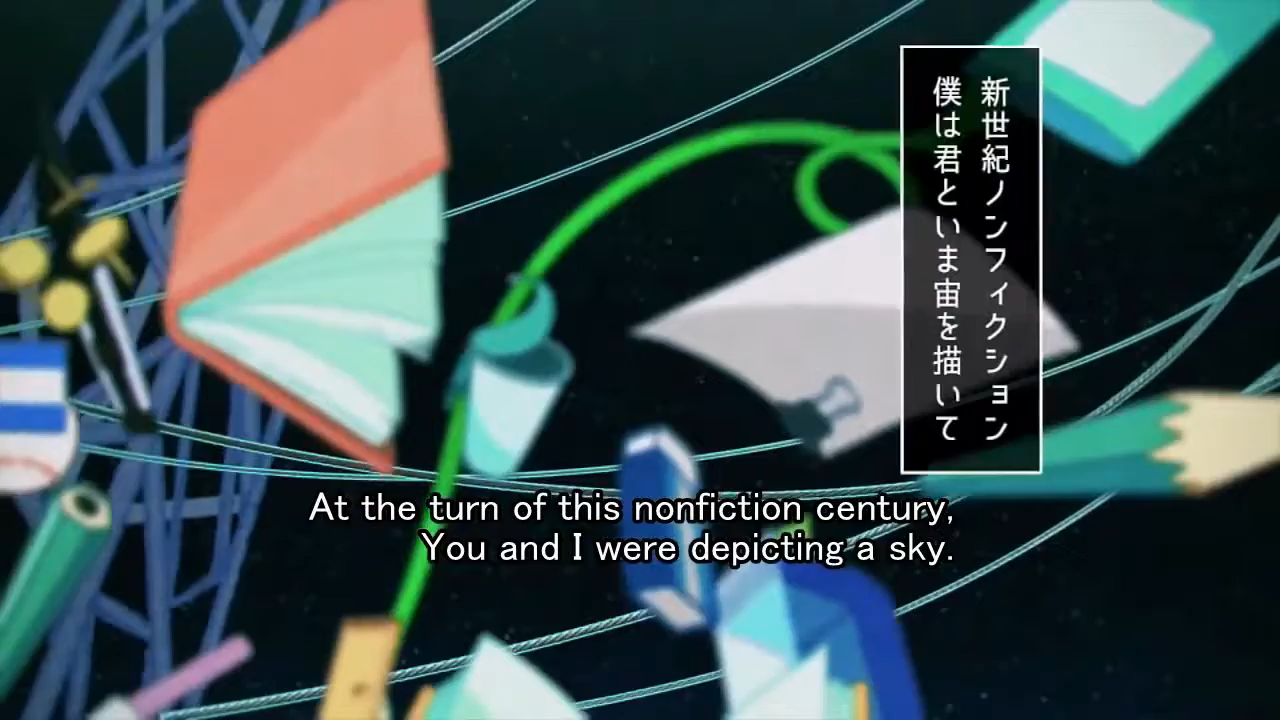 新世紀ノンフィクション
僕は君といま宙を描いて
At the turn of this nonfiction century,
You and I were depicting a sky.